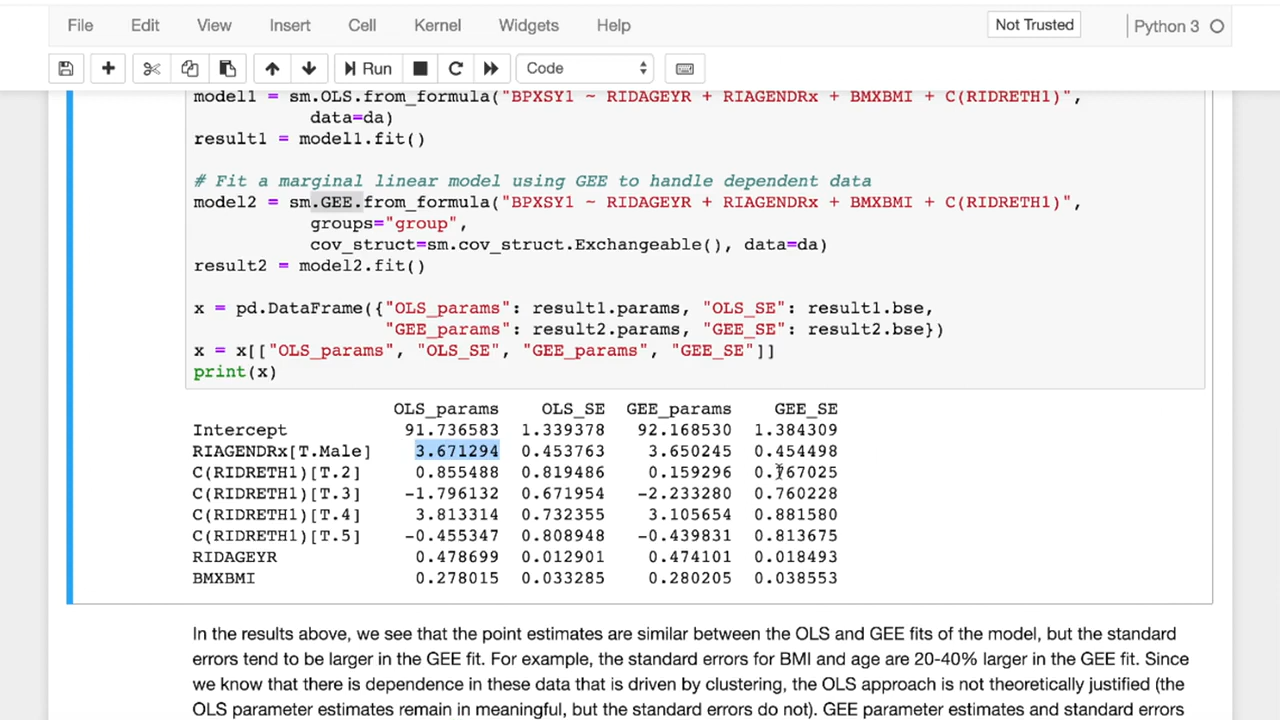 File Edit View Insert Cell Kernel Widgets Help Not Trusted Python 3
Run Code
model1 = sm.OLS.from_formula("BPXSY1 ~ RIDAGEYR + RIAGENDRx + BMXBMI + C(RIDRETH1)",
data=da)
result1 = model1.fit()
# Fit a marginal linear model using GEE to handle dependent data
model2 = sm.GEE.from_formula("BPXSY1 ~ RIDAGEYR + RIAGENDRx + BMXBMI + C(RIDRETH1)",
groups="group",
cov_struct=sm.cov_struct.Exchangeable(), data=da)
result2 = model2.fit()
x = pd.DataFrame({"OLS_params": result1.params, "OLS_SE": result1.bse,
"GEE_params": result2.params, "GEE_SE": result2.bse})
x = x[["OLS_params", "OLS_SE", "GEE_params", "GEE_SE"]]
print(x)
OLS_params OLS_SE GEE_params GEE_SE
Intercept 91.736583 1.339378 92.168530 1.384309
RIAGENDRx[T.Male] 3.671294 0.453763 3.650245 0.454498
C(RIDRETH1)[T.2] 0.855488 0.819486 0.159296 0.767025
C(RIDRETH1)[T.3] -1.796132 0.671954 -2.233280 0.760228
C(RIDRETH1)[T.4] 3.813314 0.732355 3.105654 0.881580
C(RIDRETH1)[T.5] -0.455347 0.808948 -0.439831 0.813675
RIDAGEYR 0.478699 0.012901 0.474101 0.018493
BMXBMI 0.278015 0.033285 0.280205 0.038553
In the results above, we see that the point estimates are similar between the OLS and GEE fits of the model, but the standard
errors tend to be larger in the GEE fit. For example, the standard errors for BMI and age are 20-40% larger in the GEE fit. Since
we know that there is dependence in these data that is driven by clustering, the OLS approach is not theoretically justified (the
OLS parameter estimates remain in meaningful, but the standard errors do not). GEE parameter estimates and standard errors